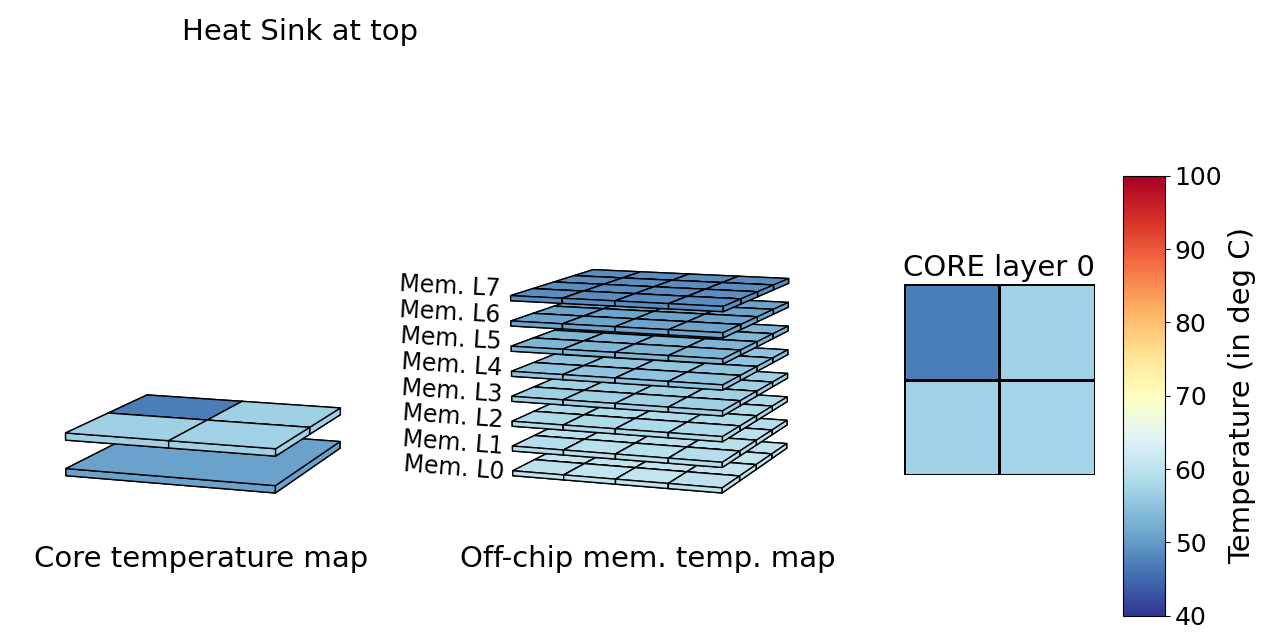 Heat Sink at top
Mem. L7
Mem. L6
Mem. L5
Mem. L4
Mem. L3
Mem. L2
Mem. L1
Mem. L0
Core temperature map
Off-chip mem. temp. map
CORE layer 0
100
90
80
70
60
50
40
Temperature (in deg C)